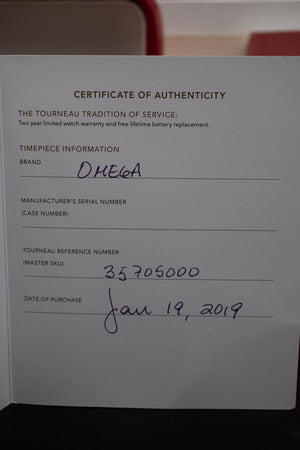 CERTIFICATE OF AUTHENTICITY
THE TOURNEAU TRADITION OF SERVICE:
Two year limited watch warranty and free lifetime battery replacement.
TIMEPIECE INFORMATION
BRAND OMEGA
MANUFACTURER'S SERIAL NUMBER
(CASE NUMBER)
TOURNEAU REFERENCE NUMBER
(MASTER SKU) 35705000
DATE OF PURCHASE Jan 19, 2019